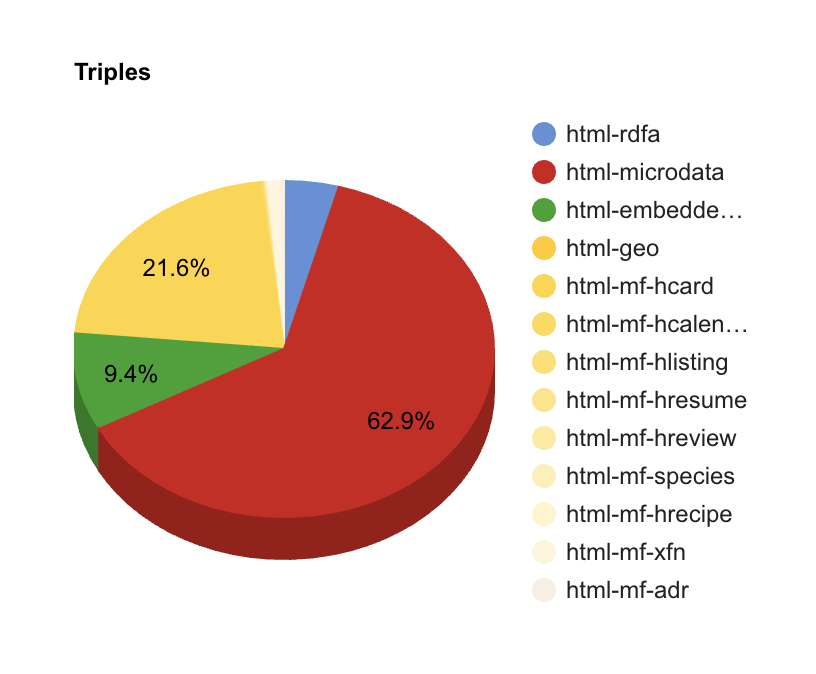 Triples
html-rdfa
html-microdata
html-embedde…
html-geo
html-mf-hcard
html-mf-hcalen…
html-mf-hlisting
html-mf-hresume
html-mf-hreview
html-mf-species
html-mf-hrecipe
html-mf-xfn
html-mf-adr
21.6%
9.4%
62.9%